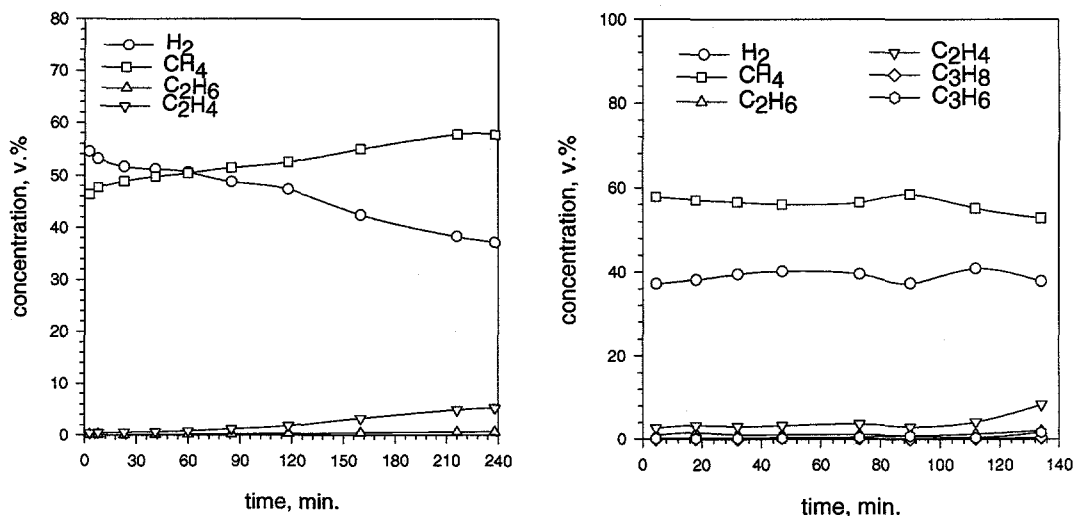 80
70
60
50
40
30
20
10
0
0 30 60 90 120 150 180 210 240
concentration, v.%
time, min.
H2
CH4
C2H6
C2H4
100
80
60
40
20
0
0 20 40 60 80 100 120 140
concentration, v.%
time, min.
H2
CH4
C2H6
C2H4
C3H8
C3H6